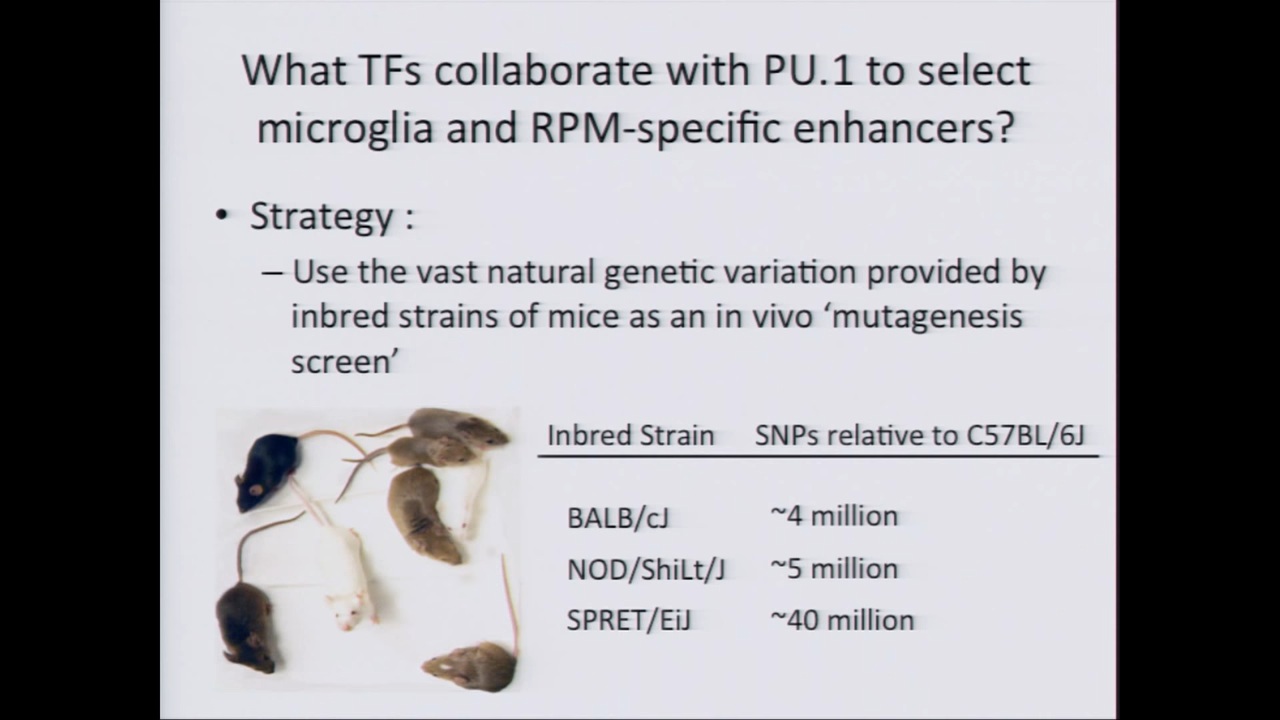 What TFs collaborate with PU.1 to select
microglia and RPM-specific enhancers?
• Strategy :
– Use the vast natural genetic variation provided by
inbred strains of mice as an in vivo ‘mutagenesis
screen’
Inbred Strain SNPs relative to C57BL/6J
BALB/cJ ~4 million
NOD/ShiLt/J ~5 million
SPRET/EiJ ~40 million